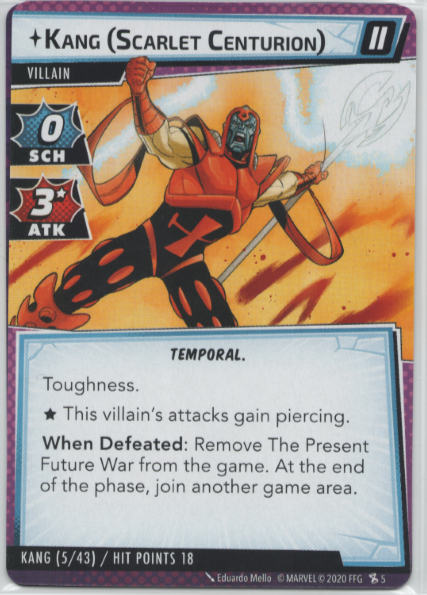 KANG (SCARLET CENTURION)
II
VILLAIN
0
SCH
3★
ATK
TEMPORAL.
Toughness.
★ This villain's attacks gain piercing.
When Defeated: Remove The Present
Future War from the game. At the end
of the phase, join another game area.
KANG (5/43) / HIT POINTS 18
Eduardo Mello © MARVEL © 2020 FFG 5